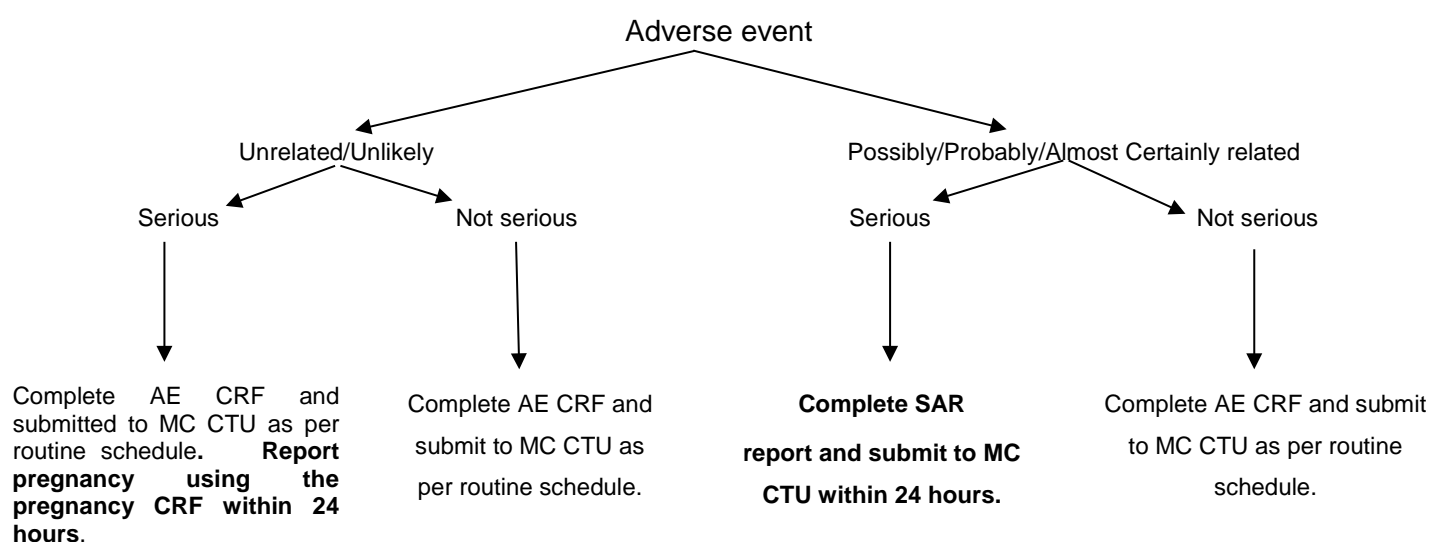 Adverse event
Unrelated/Unlikely
Possibly/Probably/Almost Certainly related
Serious
Not serious
Serious
Not serious
Complete AE CRF and
submitted to MC CTU as per
routine schedule. Report
pregnancy using the
pregnancy CRF within 24
hours.
Complete AE CRF and
submit to MC CTU as
per routine schedule.
Complete SAR
report and submit to MC
CTU within 24 hours.
Complete AE CRF and submit
to MC CTU as per routine
schedule.